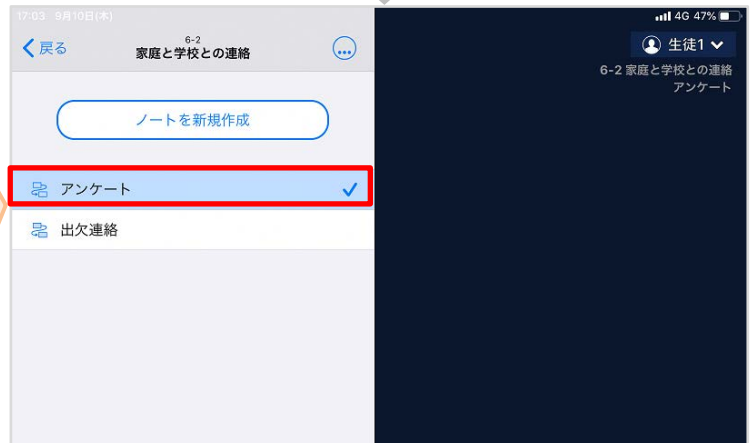 17:03 9月10日(木)
4G 47%
戻る
6-2
家庭と学校との連絡
生徒1
6-2 家庭と学校との連絡
アンケート
ノートを新規作成
アンケート
出欠連絡